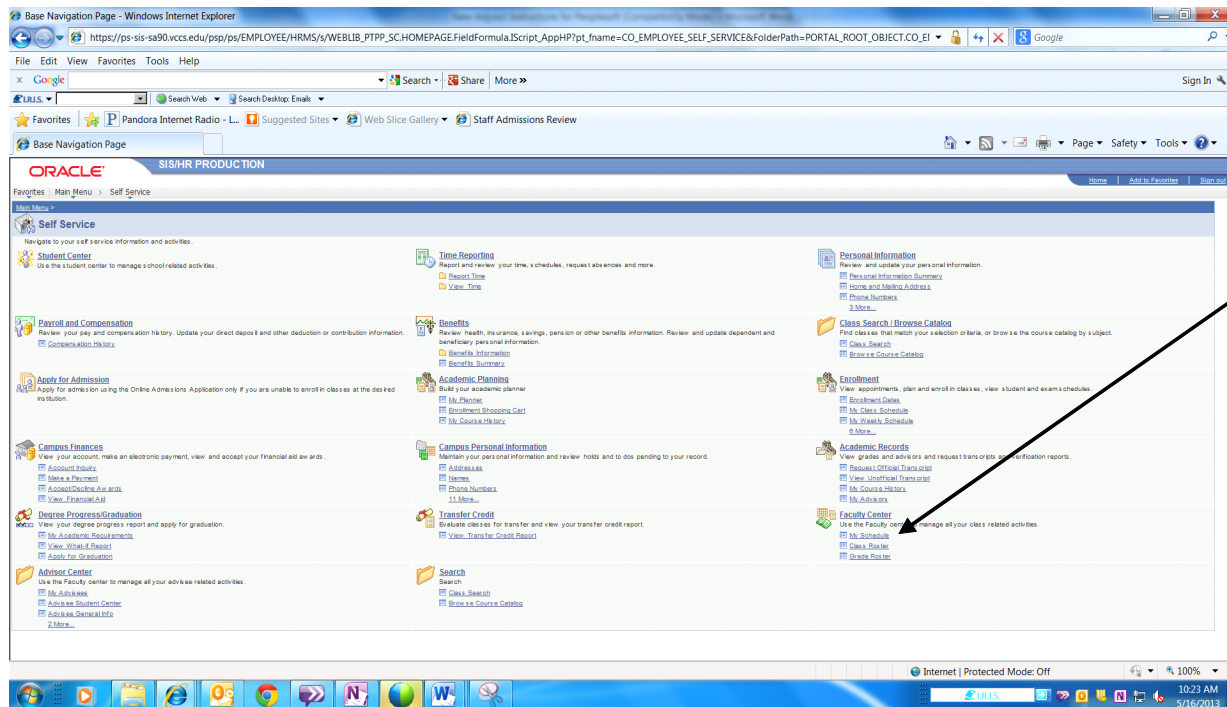 Base Navigation Page - Windows Internet Explorer
https://ps-sis-sa90.vccs.edu/psp/ps/EMPLOYEE/HRMS/s/WEBLIB_PTPP_SC.HOMEPAGE.FieldFormula.IScript_AppHP?pt_fname=CO_EMPLOYEE_SELF_SERVICE&FolderPath=PORTAL_ROOT_OBJECT.CO_EI
Google
File Edit View Favorites Tools Help
x Google Search Share More »
Sign In
I.R.I.S. Search Web Search Desktop: Emails
Favorites Pandora Internet Radio - L... Suggested Sites Web Slice Gallery Staff Admissions Review
Base Navigation Page
Page Safety Tools
ORACLE' SIS/HR PRODUCTION
Home Add to Favorites Sign out
Favorites Main Menu > Self Service
Main Menu >
Self Service
Navigate to your self service information and activities.
Student Center
Use the student center to manage school related activities.
Time Reporting
Report and review your time, schedules, request absences and more.
Report Time
View Time
Personal Information
Review and update your personal information.
Personal Information Summary
Home and Mailing Address
Phone Numbers
3 More...
Payroll and Compensation
Review your pay and compensation history. Update your direct deposit and other deduction or contribution information.
Compensation History
Benefits
Review health, insurance, savings, pension or other benefits information. Review and update dependent and
beneficiary personal information.
Benefits Information
Benefits Summary
Class Search / Browse Catalog
Find classes that match your selection criteria, or browse the course catalog by subject.
Class Search
Browse Course Catalog
Apply for Admission
Apply for admission using the Online Admissions Application only if you are unable to enroll in classes at the desired
institution.
Academic Planning
Build your academic planner
My Planner
Enrollment Shopping Cart
My Course History
Enrollment
View appointments, plan and enroll in classes, view student and exam schedules.
Enrollment Dates
My Class Schedule
My Weekly Schedule
6 More...
Campus Finances
View your account, make an electronic payment, view and accept your financial aid awards.
Account Inquiry
Make a Payment
Accept/Decline Awards
View Financial Aid
Campus Personal Information
Maintain your personal information and review holds and to dos pending to your record.
Addresses
Names
Phone Numbers
11 More...
Academic Records
View grades and advisors and request transcripts and verification reports.
Request Official Transcript
View Unofficial Transcript
My Course History
My Advisors
Degree Progress/Graduation
View your degree progress report and apply for graduation.
My Academic Requirements
View What-if Report
Apply for Graduation
Transfer Credit
Evaluate classes for transfer and view your transfer credit report.
View Transfer Credit Report
Faculty Center
Use the Faculty center to manage all your class related activities.
My Schedule
Class Roster
Grade Roster
Advisor Center
Use the Faculty center to manage all your advisee related activities.
My Advisees
Advisee Student Center
Advisee General Info
2 More...
Search
Search
Class Search
Browse Course Catalog
Internet | Protected Mode: Off 100%
I.R.I.S.
10:23 AM
5/16/2013